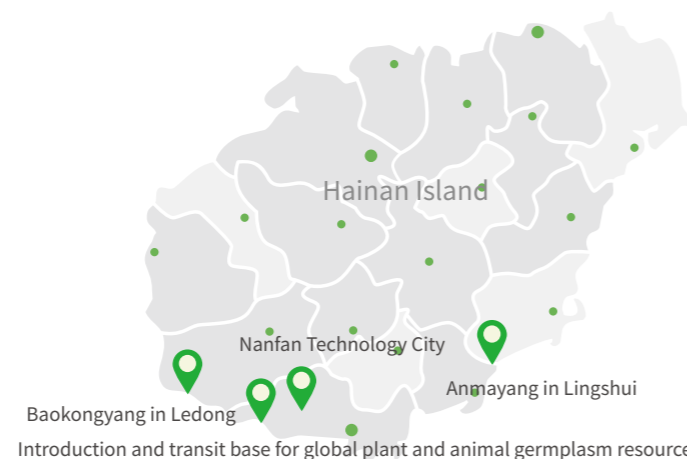 Hainan Island
Nanfan Technology City
Anmayang in Lingshui
Baokongyang in Ledong
Introduction and transit base for global plant and animal germplasm resource